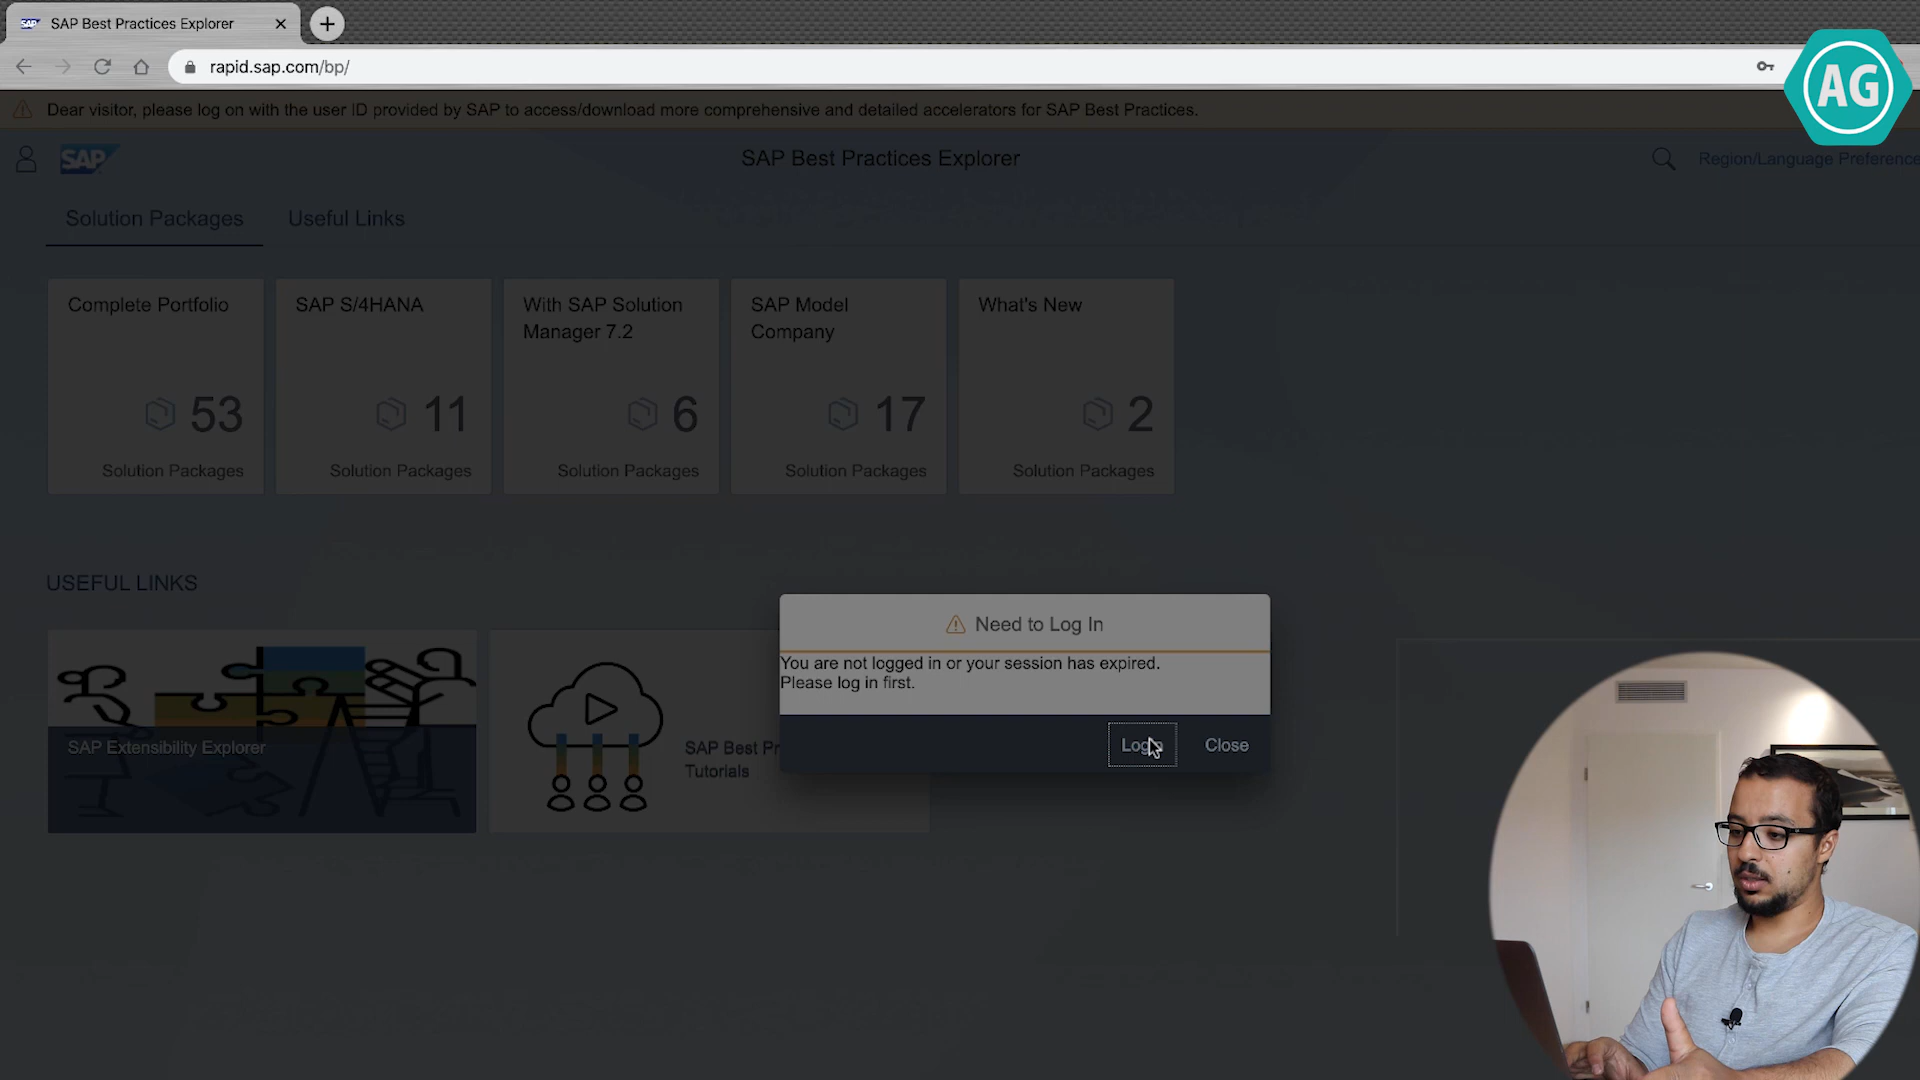 SAP Best Practices Explorer
rapid.sap.com/bp/
AG
Dear visitor, please log on with the user ID provided by SAP to access/download more comprehensive and detailed accelerators for SAP Best Practices.
SAP
SAP Best Practices Explorer
Region/Language Preference
Solution Packages
Useful Links
Complete Portfolio
53
Solution Packages
SAP S/4HANA
11
Solution Packages
With SAP Solution
Manager 7.2
6
Solution Packages
SAP Model
Company
17
Solution Packages
What's New
2
Solution Packages
USEFUL LINKS
SAP Extensibility Explorer
SAP Best Pr
Tutorials
Need to Log In
You are not logged in or your session has expired.
Please log in first.
Login
Close